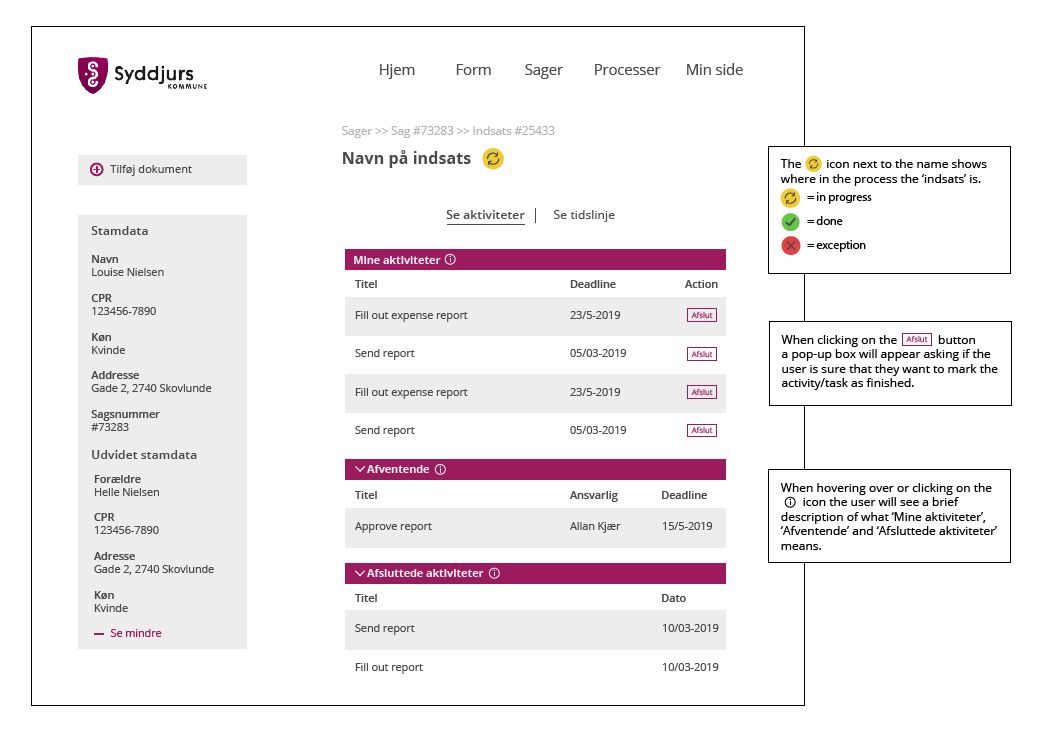 Syddjurs
KOMMUNE
Hjem Form Sager Processer Min side
Sager >> Sag #73283 >> Indsats #25433
Navn på indsats
Tilføj dokument
Stamdata
Navn
Louise Nielsen
CPR
123456-7890
Køn
Kvinde
Addresse
Gade 2, 2740 Skovlunde
Sagsnummer
#73283
Udvidet stamdata
Forældre
Helle Nielsen
CPR
123456-7890
Adresse
Gade 2, 2740 Skovlunde
Køn
Kvinde
Se mindre
Se aktiviteter | Se tidslinje
Mine aktiviteter
Titel Deadline Action
Fill out expense report 23/5-2019 Afslut
Send report 05/03-2019 Afslut
Fill out expense report 23/5-2019 Afslut
Send report 05/03-2019 Afslut
Afventende
Titel Ansvarlig Deadline
Approve report Allan Kjær 15/5-2019
Afsluttede aktiviteter
Titel Dato
Send report 10/03-2019
Fill out report 10/03-2019
The icon next to the name shows
where in the process the ‘indsats’ is.
= in progress
= done
= exception
When clicking on the Afslut button
a pop-up box will appear asking if the
user is sure that they want to mark the
activity/task as finished.
When hovering over or clicking on the
icon the user will see a brief
description of what ‘Mine aktiviteter’,
‘Afventende’ and ‘Afsluttede aktiviteter’
means.